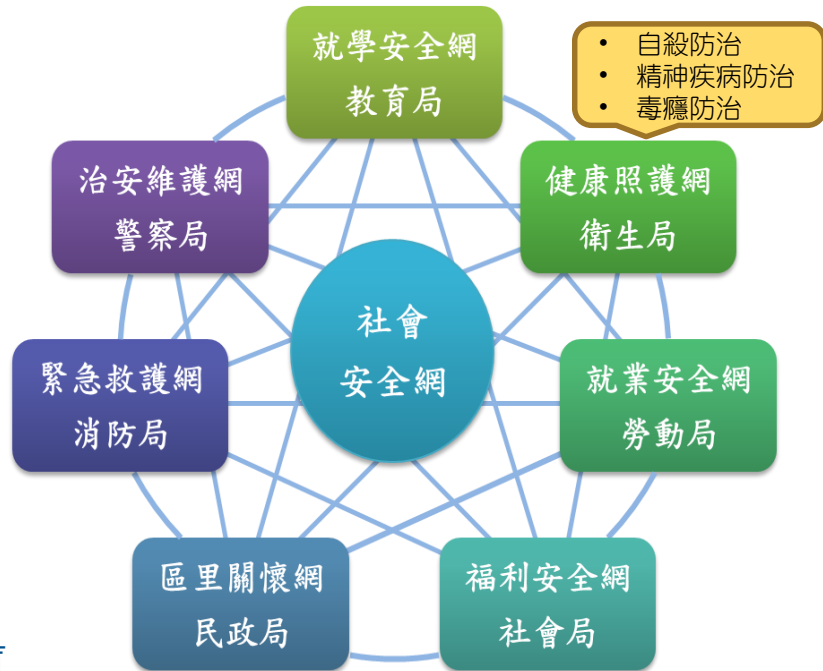 就學安全網
教育局
• 自殺防治
• 精神疾病防治
• 毒癮防治
治安維護網
警察局
健康照護網
衛生局
社會
安全網
緊急救護網
消防局
就業安全網
勞動局
區里關懷網
民政局
福利安全網
社會局